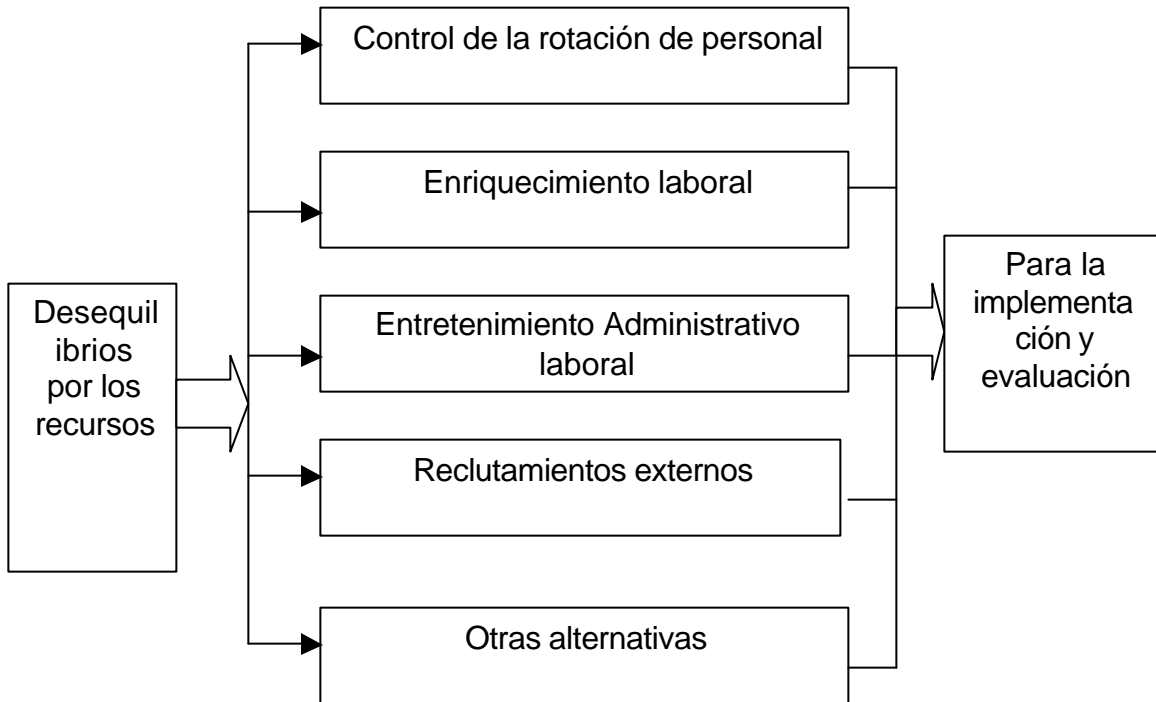 Control de la rotación de personal
Enriquecimiento laboral
Desequil
ibrios
por los
recursos
Entretenimiento Administrativo
laboral
Para la
implementa
ción y
evaluación
Reclutamientos externos
Otras alternativas